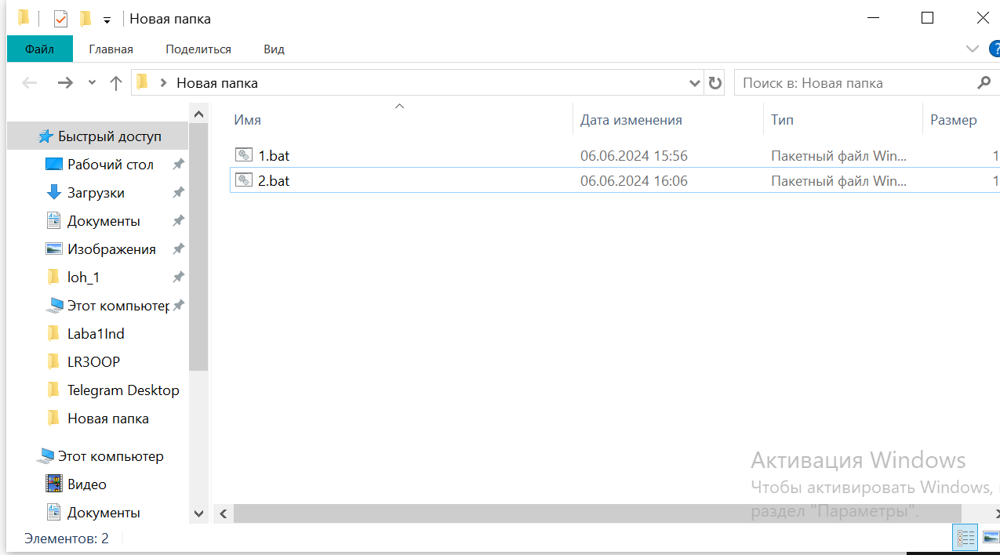 Новая папка
Файл Главная Поделиться Вид
Новая папка Поиск в: Новая папка
Имя Дата изменения Тип Размер
Быстрый доступ
1.bat 06.06.2024 15:56 Пакетный файл Win... 1
Рабочий стол
2.bat 06.06.2024 16:06 Пакетный файл Win... 1
Загрузки
Документы
Изображения
loh_1
Этот компьютер
Laba1Ind
LR3OOP
Telegram Desktop
Новая папка
Этот компьютер
Видео
Документы
Активация Windows
Чтобы активировать Windows,
раздел "Параметры".
Элементов: 2